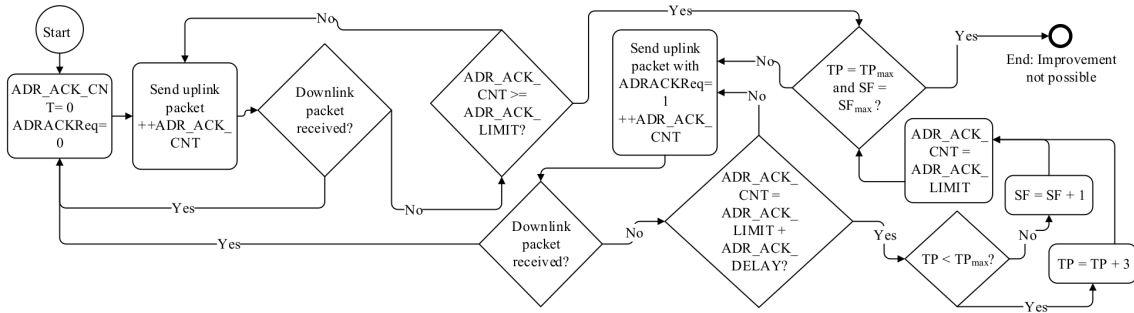 Start
ADR_ACK_CN
T= 0
ADRACKReq=
0
Send uplink
packet
++ADR_ACK_
CNT
Downlink
packet
received?
Yes
No
ADR_ACK_
CNT >=
ADR_ACK_
LIMIT?
No
Yes
Send uplink
packet with
ADRACKReq=
1
++ADR_ACK_
CNT
Downlink
packet
received?
Yes
No
ADR_ACK_
CNT =
ADR_ACK_
LIMIT +
ADR_ACK_
DELAY?
No
Yes
TP = TPmax
and SF =
SFmax ?
No
Yes
End: Improvement
not possible
ADR_ACK_
CNT =
ADR_ACK_
LIMIT
TP < TPmax?
No
SF = SF + 1
Yes
TP = TP + 3